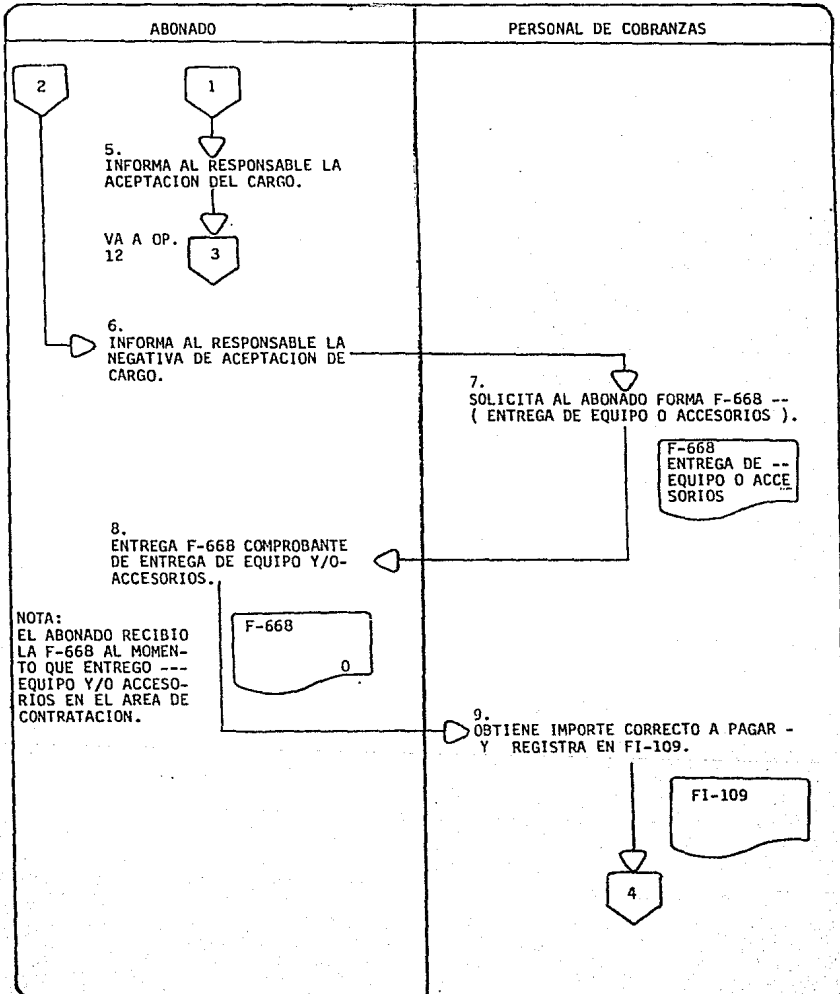 ABONADO
PERSONAL DE COBRANZAS
2
1
5.
INFORMA AL RESPONSABLE LA
ACEPTACION DEL CARGO.
VA A OP.
12
3
6.
INFORMA AL RESPONSABLE LA
NEGATIVA DE ACEPTACION DE
CARGO.
7.
SOLICITA AL ABONADO FORMA F-668 --
( ENTREGA DE EQUIPO O ACCESORIOS ).
F-668
ENTREGA DE --
EQUIPO O ACCE
SORIOS
8.
ENTREGA F-668 COMPROBANTE
DE ENTREGA DE EQUIPO Y/O-
ACCESORIOS.
NOTA:
EL ABONADO RECIBIO
LA F-668 AL MOMEN-
TO QUE ENTREGO ---
EQUIPO Y/O ACCESO-
RIOS EN EL AREA DE
CONTRATACION.
F-668
O
9.
OBTIENE IMPORTE CORRECTO A PAGAR -
Y REGISTRA EN FI-109.
FI-109
4